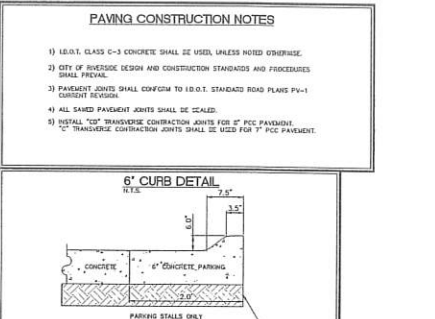 PAVING CONSTRUCTION NOTES
1) I.D.O.T. CLASS C-3 CONCRETE SHALL BE USED, UNLESS NOTED OTHERWISE.
2) CITY OF RIVERSIDE DESIGN AND CONSTRUCTION STANDARDS AND PROCEDURES
SHALL PREVAIL.
3) PAVEMENT JOINTS SHALL CONFORM TO I.D.O.T. STANDARD ROAD PLANS PV-1
CURRENT REVISION.
4) ALL SAWED PAVEMENT JOINTS SHALL BE SEALED.
5) INSTALL "CD" TRANSVERSE CONTRACTION JOINTS FOR 8" PCC PAVEMENT.
"C" TRANSVERSE CONTRACTION JOINTS SHALL BE USED FOR 7" PCC PAVEMENT.
6" CURB DETAIL
N.T.S.
7.5"
3.5"
6.0"
CONCRETE
6" CONCRETE PARKING
2.0'
PARKING STALLS ONLY